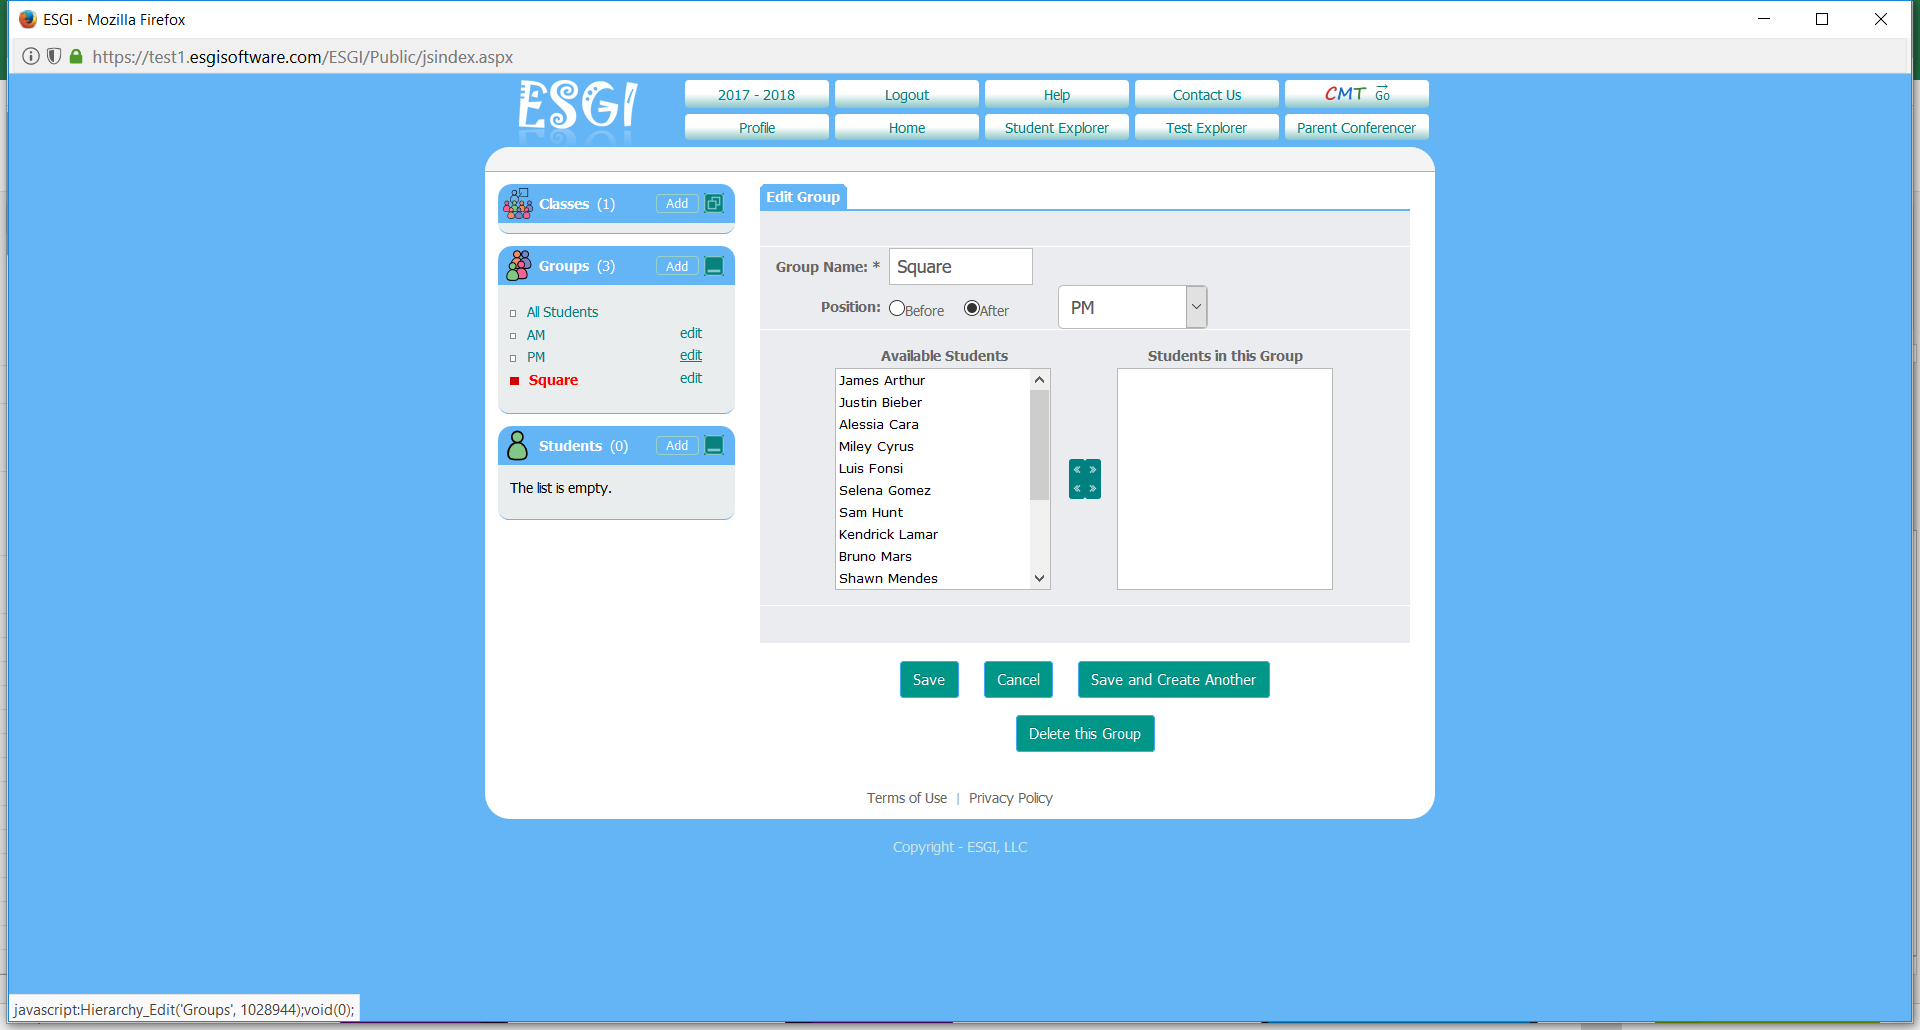 ESGI - Mozilla Firefox
https://test1.esgisoftware.com/ESGI/Public/jsindex.aspx
ESGI
2017 - 2018
Logout
Help
Contact Us
CMT Go
Profile
Home
Student Explorer
Test Explorer
Parent Conferencer
Classes (1)
Add
Groups (3)
Add
All Students
AM
edit
PM
edit
Square
edit
Students (0)
Add
The list is empty.
Edit Group
Group Name: *
Square
Position:
Before
After
PM
Available Students
James Arthur
Justin Bieber
Alessia Cara
Miley Cyrus
Luis Fonsi
Selena Gomez
Sam Hunt
Kendrick Lamar
Bruno Mars
Shawn Mendes
Students in this Group
Save
Cancel
Save and Create Another
Delete this Group
Terms of Use | Privacy Policy
Copyright - ESGI, LLC
javascript:Hierarchy_Edit('Groups', 1028944);void(0);